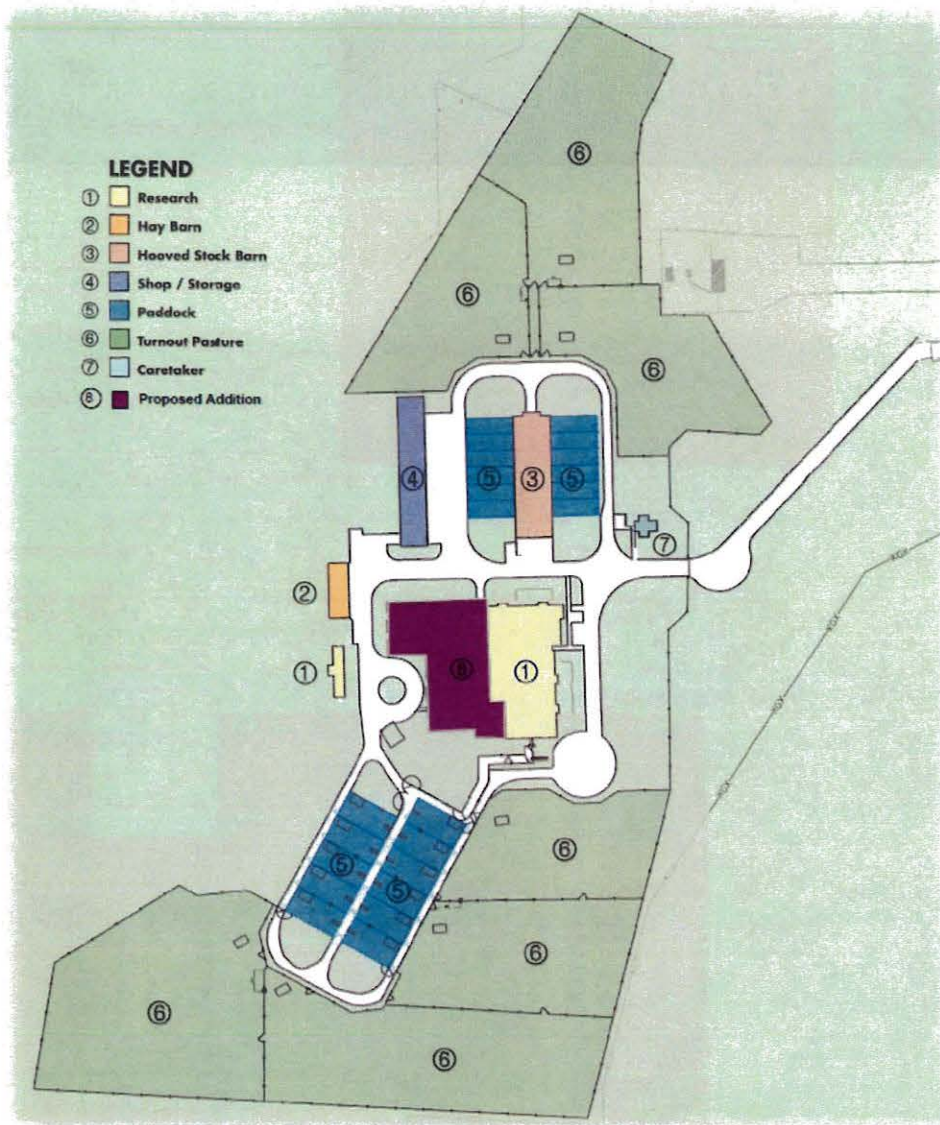 LEGEND
① Research
② Hay Barn
③ Hooved Stock Barn
④ Shop / Storage
⑤ Paddock
⑥ Turnout Pasture
⑦ Caretaker
⑧ Proposed Addition
⑥
⑥
⑥
④
⑤ ③ ⑤
⑦
②
①
⑧
①
⑤
⑤
⑥
⑥
⑥
⑥